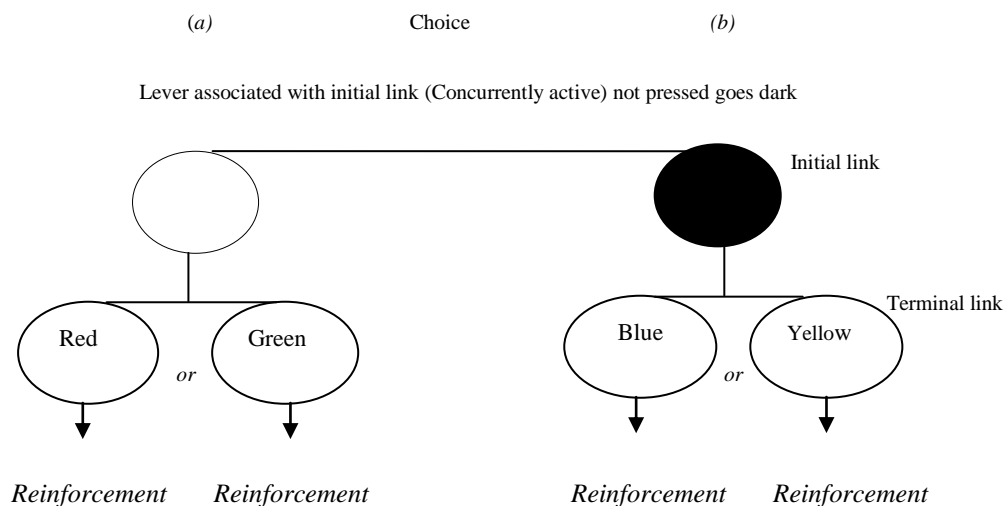 (a) Choice (b)
Lever associated with initial link (Concurrently active) not pressed goes dark
Initial link
Terminal link
Red Green Blue Yellow
or or
Reinforcement Reinforcement Reinforcement Reinforcement